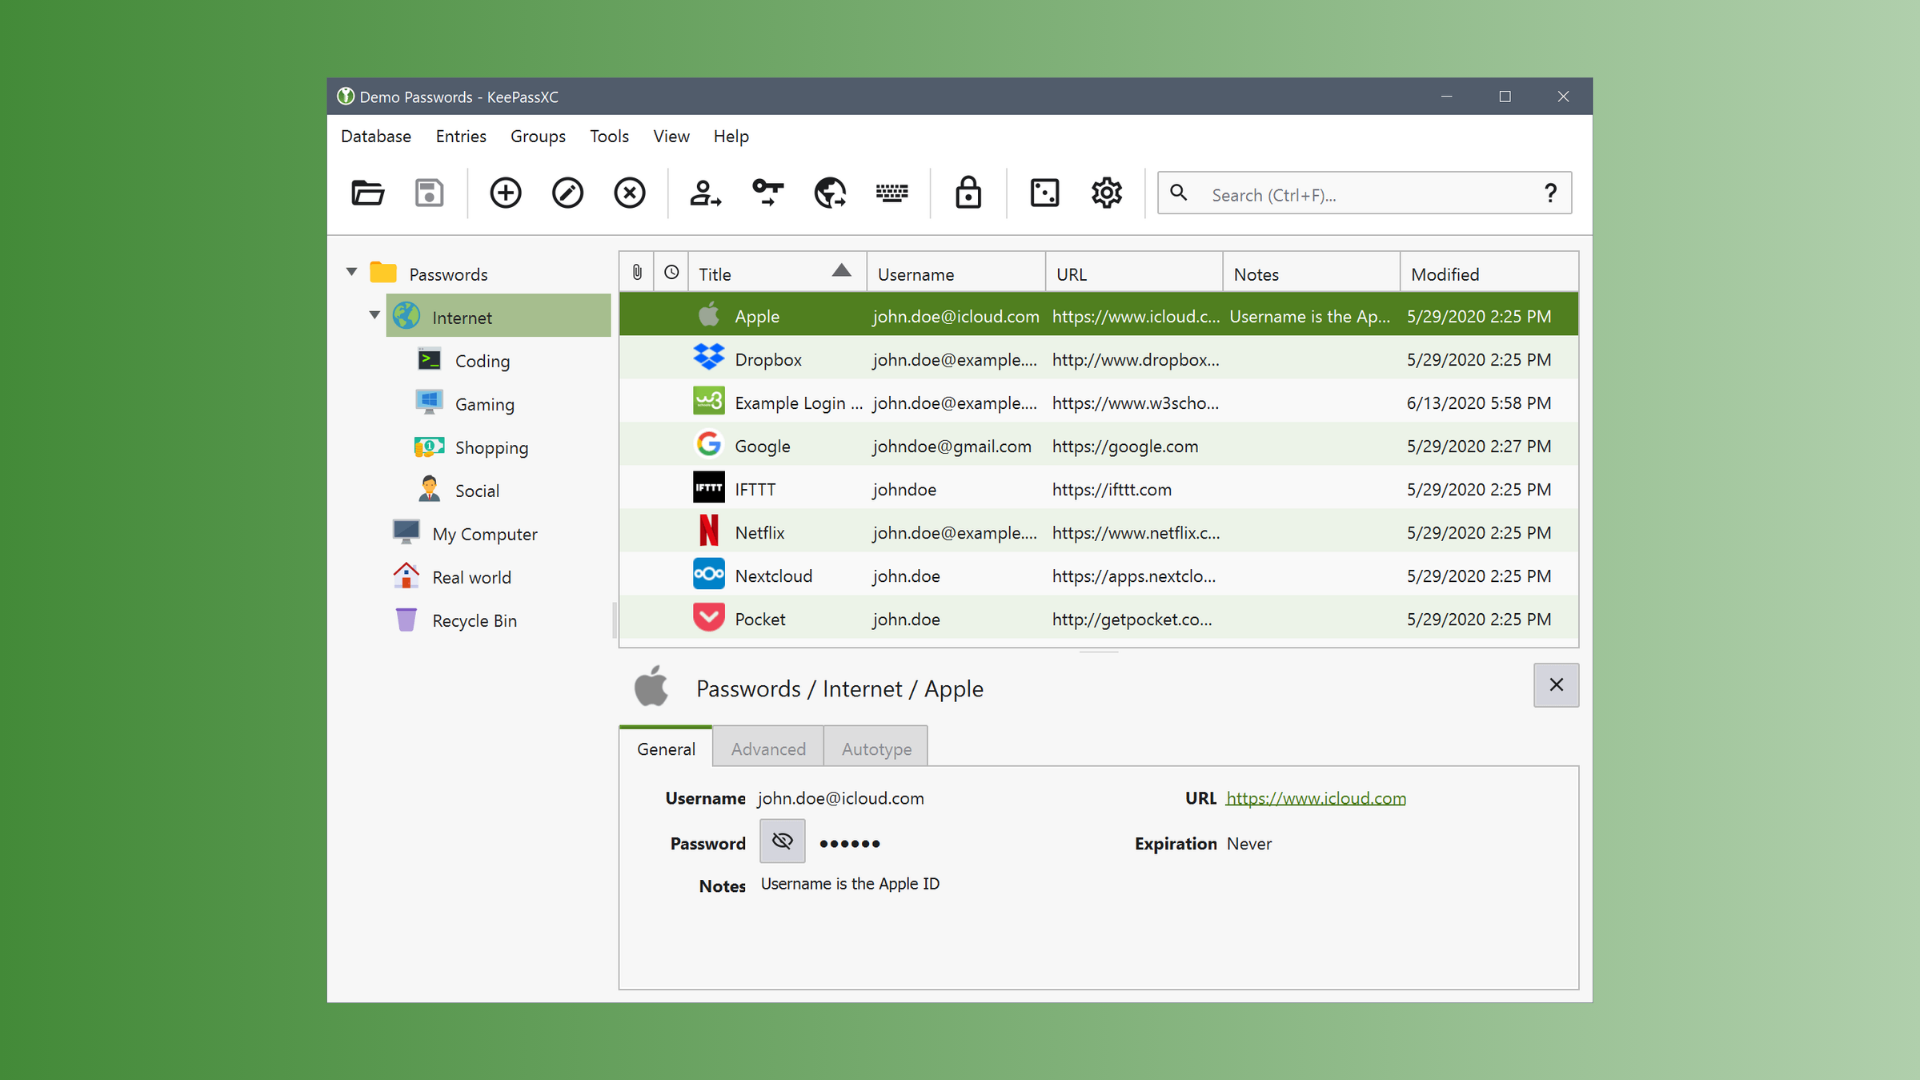 Demo Passwords - KeePassXC
Database Entries Groups Tools View Help
Search (Ctrl+F)... ?
Passwords
Internet
Coding
Gaming
Shopping
Social
My Computer
Real world
Recycle Bin
Title Username URL Notes Modified
Apple john.doe@icloud.com https://www.icloud.c... Username is the Ap... 5/29/2020 2:25 PM
Dropbox john.doe@example.... http://www.dropbox... 5/29/2020 2:25 PM
w3 Example Login ... john.doe@example.... https://www.w3scho... 6/13/2020 5:58 PM
Google johndoe@gmail.com https://google.com 5/29/2020 2:27 PM
IFTTT IFTTT johndoe https://ifttt.com 5/29/2020 2:25 PM
Netflix john.doe@example.... https://www.netflix.c... 5/29/2020 2:25 PM
Nextcloud john.doe https://apps.nextclo... 5/29/2020 2:25 PM
Pocket john.doe http://getpocket.co... 5/29/2020 2:25 PM
Passwords / Internet / Apple
General Advanced Autotype
Username john.doe@icloud.com URL https://www.icloud.com
Password ●●●●●● Expiration Never
Notes Username is the Apple ID